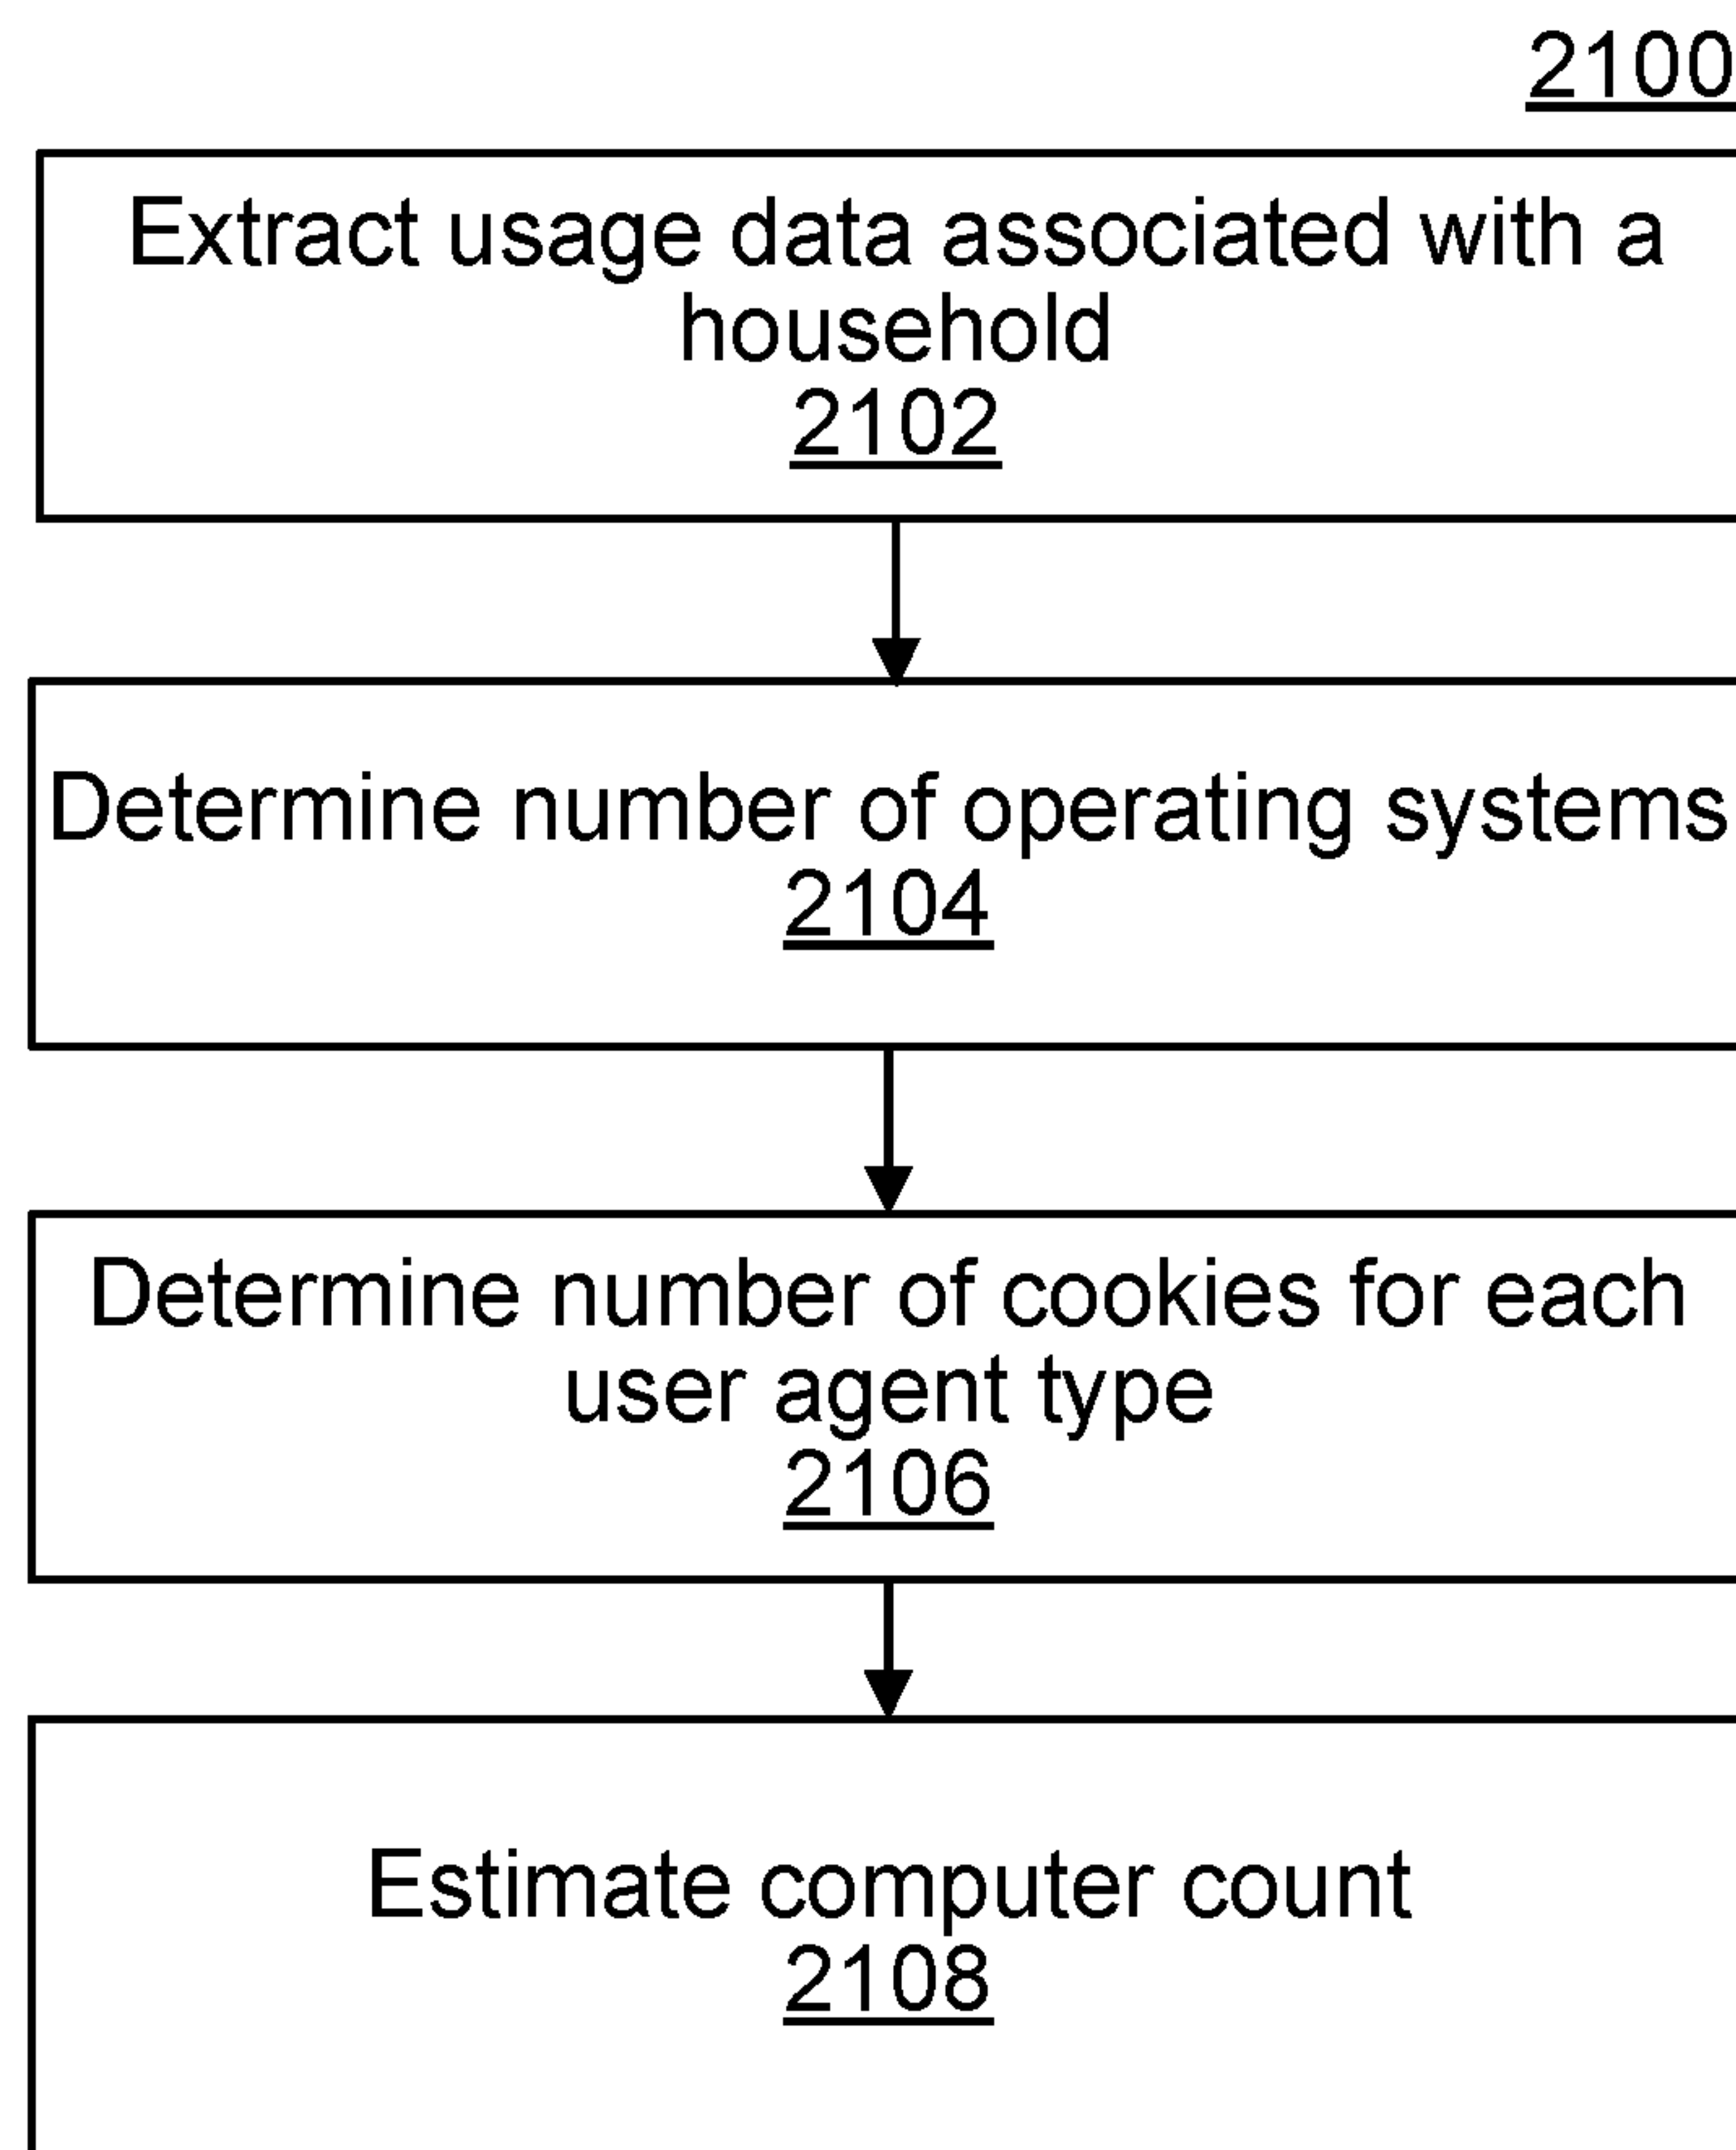 2100
Extract usage data associated with a
household
2102
Determine number of operating systems
2104
Determine number of cookies for each
user agent type
2106
Estimate computer count
2108